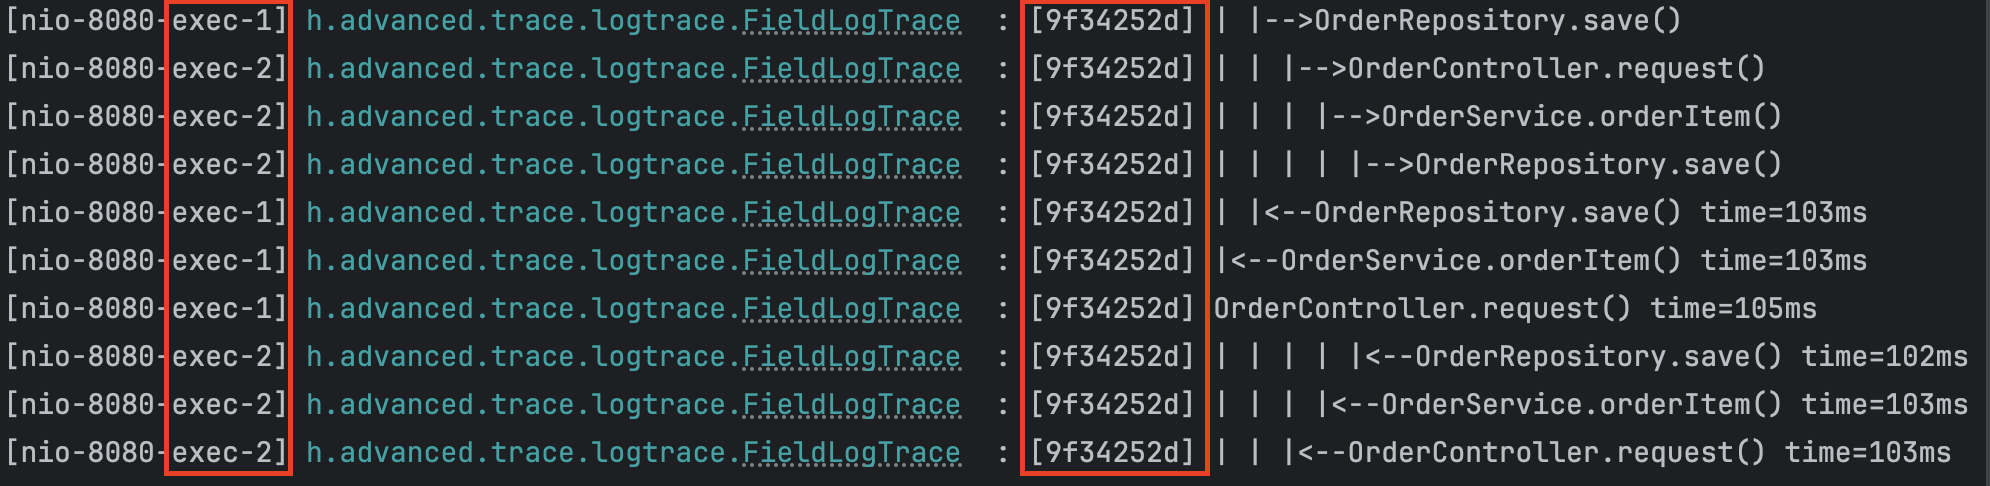 [nio-8080-exec-1] h.advanced.trace.logtrace.FieldLogTrace : [9f34252d] | |-->OrderRepository.save()
[nio-8080-exec-2] h.advanced.trace.logtrace.FieldLogTrace : [9f34252d] | | |-->OrderController.request()
[nio-8080-exec-2] h.advanced.trace.logtrace.FieldLogTrace : [9f34252d] | | | |-->OrderService.orderItem()
[nio-8080-exec-2] h.advanced.trace.logtrace.FieldLogTrace : [9f34252d] | | | | |-->OrderRepository.save()
[nio-8080-exec-1] h.advanced.trace.logtrace.FieldLogTrace : [9f34252d] | |<--OrderRepository.save() time=103ms
[nio-8080-exec-1] h.advanced.trace.logtrace.FieldLogTrace : [9f34252d] |<--OrderService.orderItem() time=103ms
[nio-8080-exec-1] h.advanced.trace.logtrace.FieldLogTrace : [9f34252d] OrderController.request() time=105ms
[nio-8080-exec-2] h.advanced.trace.logtrace.FieldLogTrace : [9f34252d] | | | | |<--OrderRepository.save() time=102ms
[nio-8080-exec-2] h.advanced.trace.logtrace.FieldLogTrace : [9f34252d] | | | |<--OrderService.orderItem() time=103ms
[nio-8080-exec-2] h.advanced.trace.logtrace.FieldLogTrace : [9f34252d] | | |<--OrderController.request() time=103ms